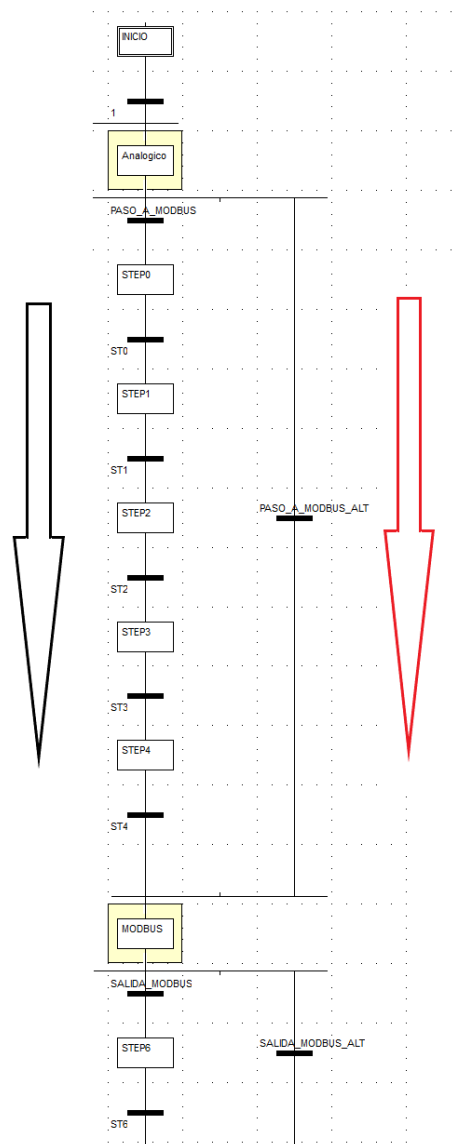 INICIO
1
Analogico
PASO_A_MODBUS
STEP0
ST0
STEP1
ST1
STEP2
PASO_A_MODBUS_ALT
ST2
STEP3
ST3
STEP4
ST4
MODBUS
SALIDA_MODBUS
STEP6
SALIDA_MODBUS_ALT
ST6